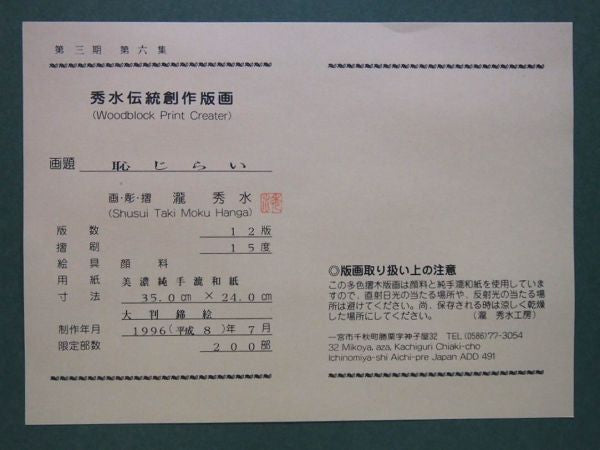 第三期 第六集
秀水伝統創作版画
(Woodblock Print Creater)
画題 恥じらい
画・彫・摺 瀧 秀水
(Shusui Taki Moku Hanga)
版数 12版
摺刷 15度
絵具 顔料
用紙 美濃純手漉和紙
寸法 35.0㎝×24.0㎝
大判錦絵
制作年月 1996(平成8)年7月
限定部数 200部
◎版画取り扱い上の注意
この多色摺木版画は顔料と純手漉和紙を使用していま
すので、直射日光の当たる場所や、反射光の当たる場
所は避けてください。尚、保存される時は涼しく乾燥
した場所にしてください。 (瀧 秀水工房)
一宮市千秋町勝栗字神子屋32 TEL (0586)77-3054
32 Mikoya, aza, Kachiguri Chiaki-cho
Ichinomiya-shi Aichi-pre Japan ADD 491